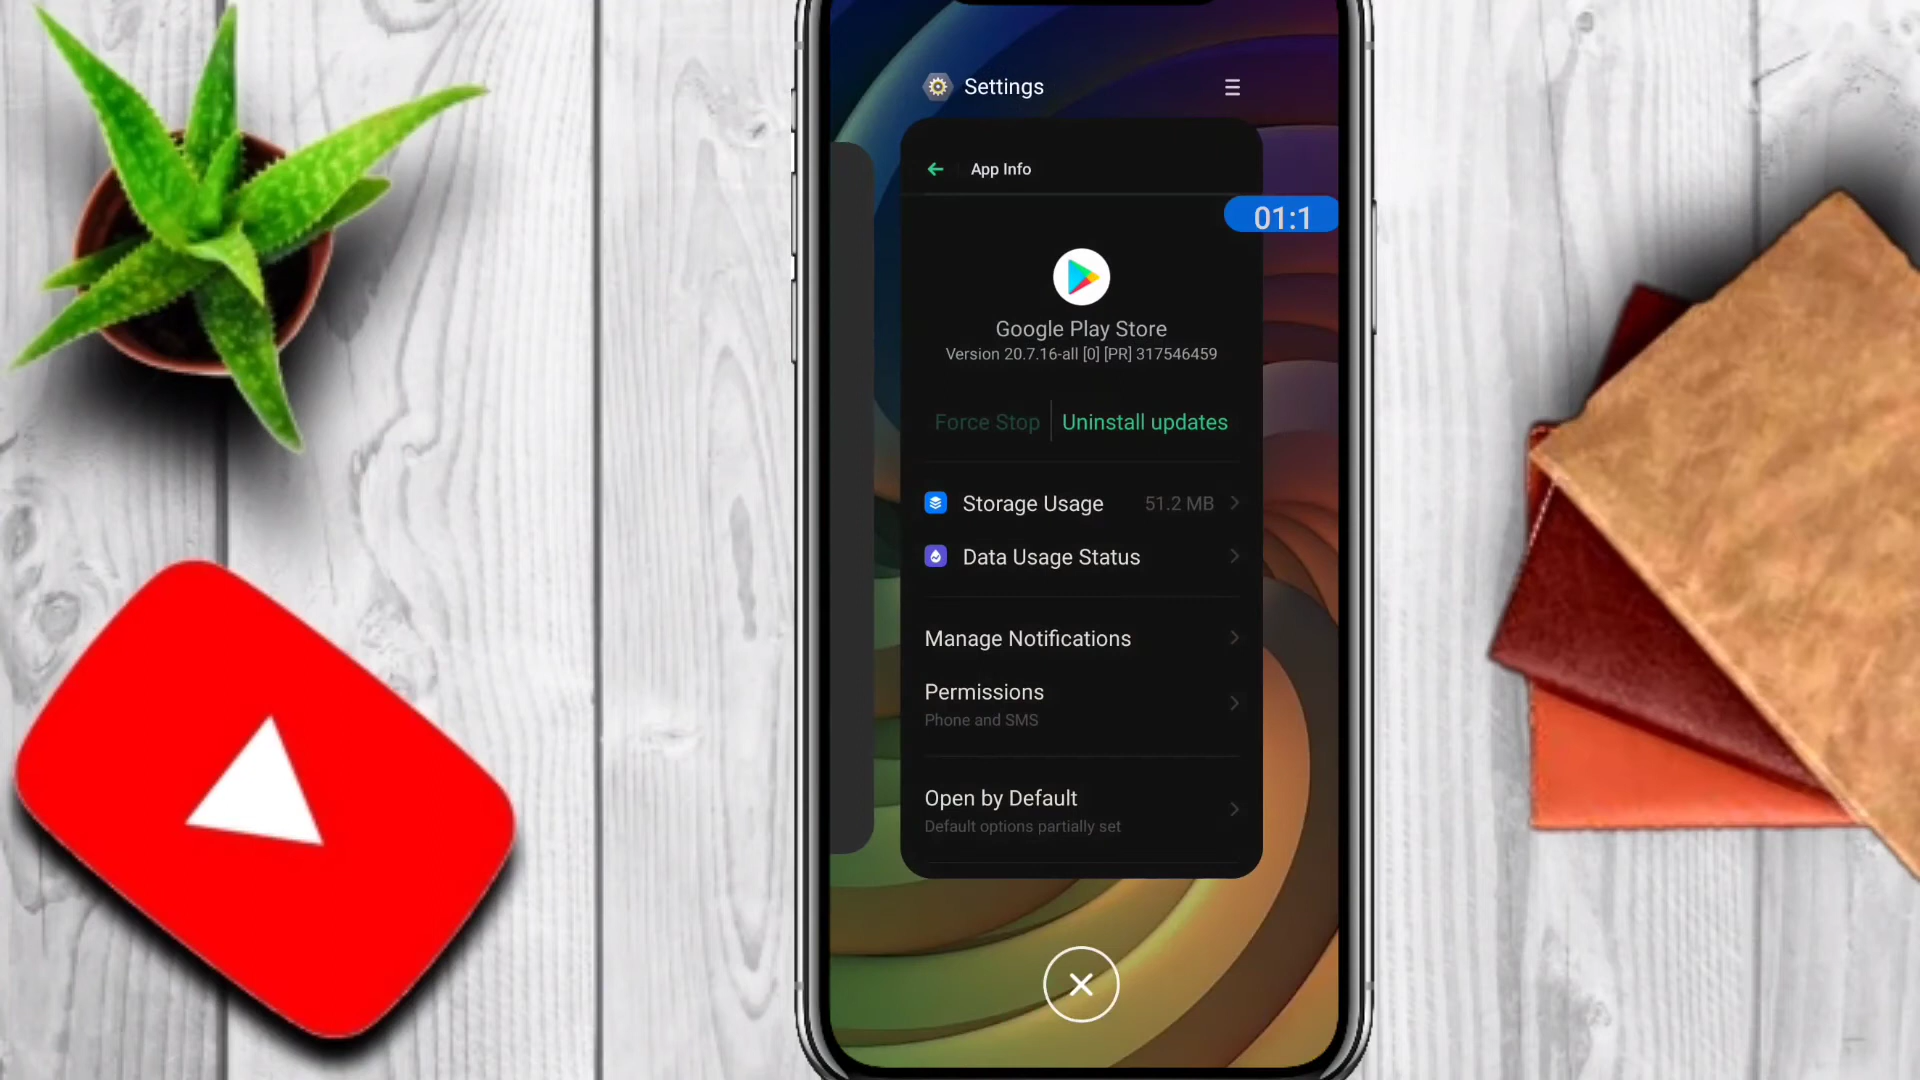 Settings
App Info
01:1
Google Play Store
Version 20.7.16-all [0] [PR] 317546459
Force Stop
Uninstall updates
Storage Usage 51.2 MB
Data Usage Status
Manage Notifications
Permissions
Phone and SMS
Open by Default
Default options partially set